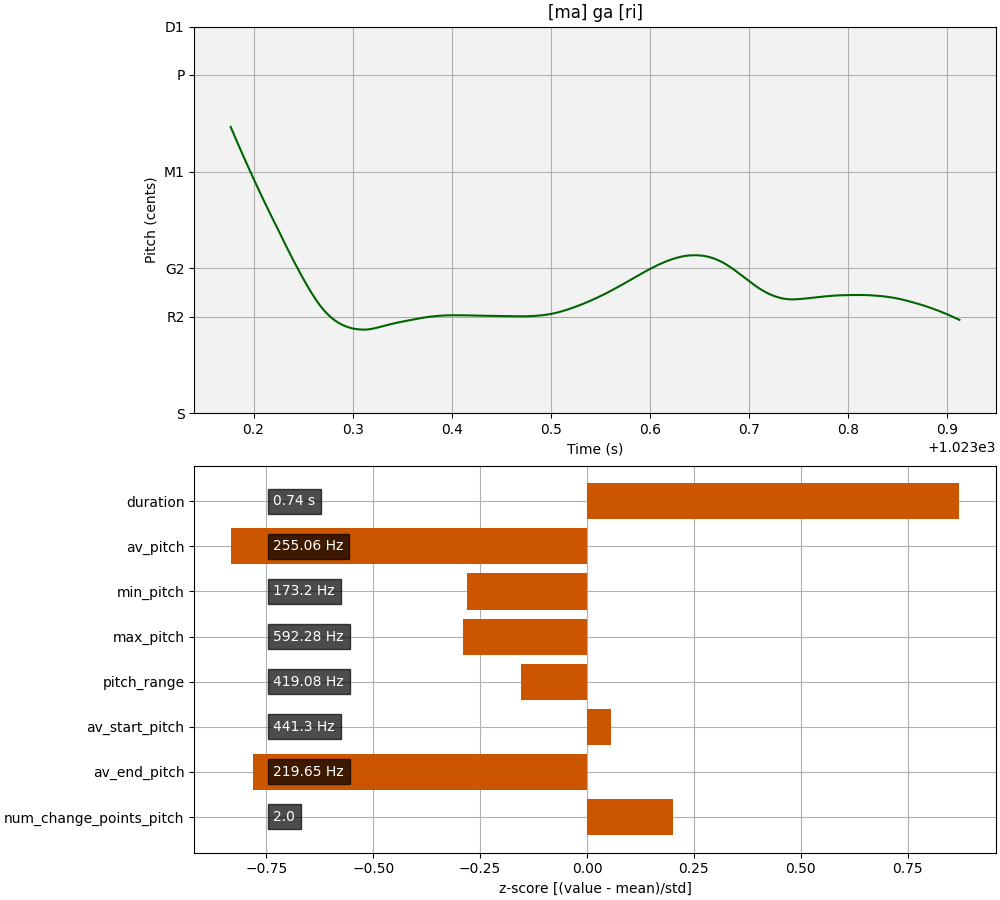 [ma] ga [ri]
D1
P
M1
G2
R2
S
Pitch (cents)
0.2 0.3 0.4 0.5 0.6 0.7 0.8 0.9
+1.023e3
Time (s)
duration 0.74 s
av_pitch 255.06 Hz
min_pitch 173.2 Hz
max_pitch 592.28 Hz
pitch_range 419.08 Hz
av_start_pitch 441.3 Hz
av_end_pitch 219.65 Hz
num_change_points_pitch 2.0
−0.75 −0.50 −0.25 0.00 0.25 0.50 0.75
z-score [(value - mean)/std]